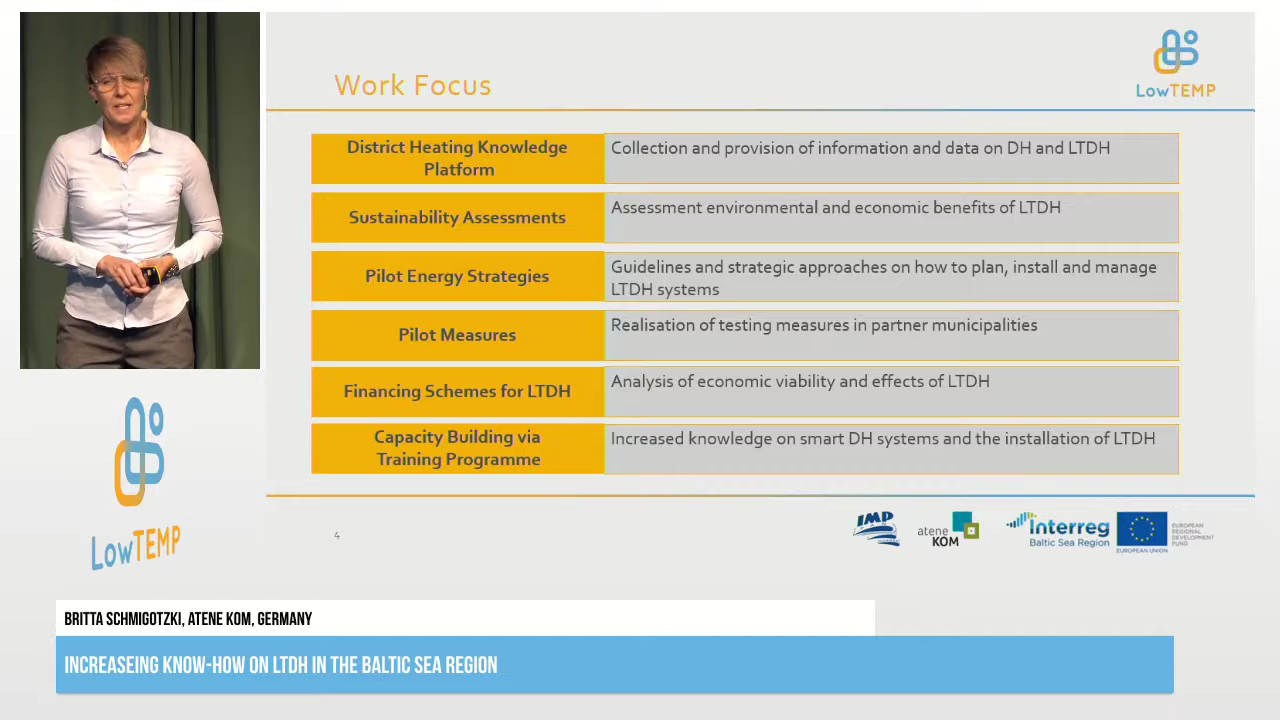 Work Focus
LowTEMP
District Heating Knowledge
Platform
Collection and provision of information and data on DH and LTDH
Sustainability Assessments
Assessment environmental and economic benefits of LTDH
Pilot Energy Strategies
Guidelines and strategic approaches on how to plan, install and manage
LTDH systems
Pilot Measures
Realisation of testing measures in partner municipalities
Financing Schemes for LTDH
Analysis of economic viability and effects of LTDH
Capacity Building via
Training Programme
Increased knowledge on smart DH systems and the installation of LTDH
LowTEMP
4
IMP
atene
KOM
Interreg
Baltic Sea Region
EUROPEAN UNION
EUROPEAN
REGIONAL
DEVELOPMENT
FUND
BRITTA SCHMIGOTZKI, ATENE KOM, GERMANY
INCREASEING KNOW-HOW ON LTDH IN THE BALTIC SEA REGION